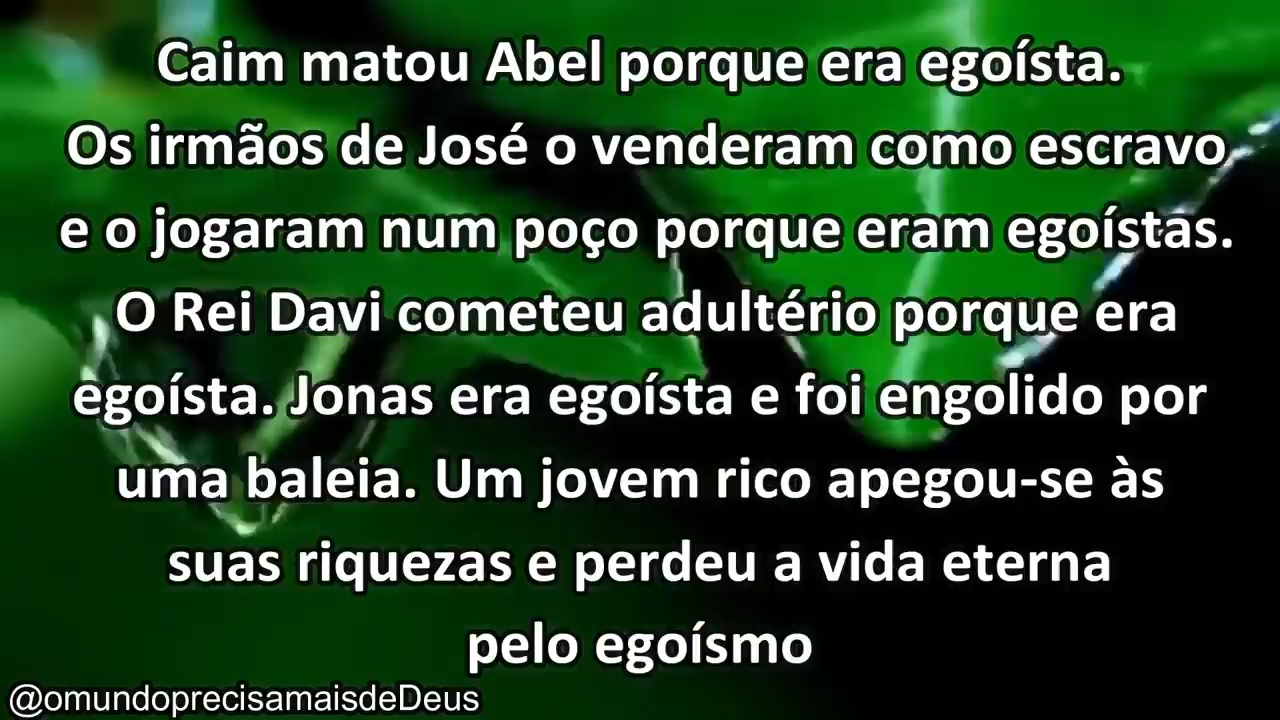 Caim matou Abel porque era egoísta.
Os irmãos de José o venderam como escravo
e o jogaram num poço porque eram egoístas.
O Rei Davi cometeu adultério porque era
egoísta. Jonas era egoísta e foi engolido por
uma baleia. Um jovem rico apegou-se às
suas riquezas e perdeu a vida eterna
pelo egoísmo
@omundoprecisamaisdeDeus